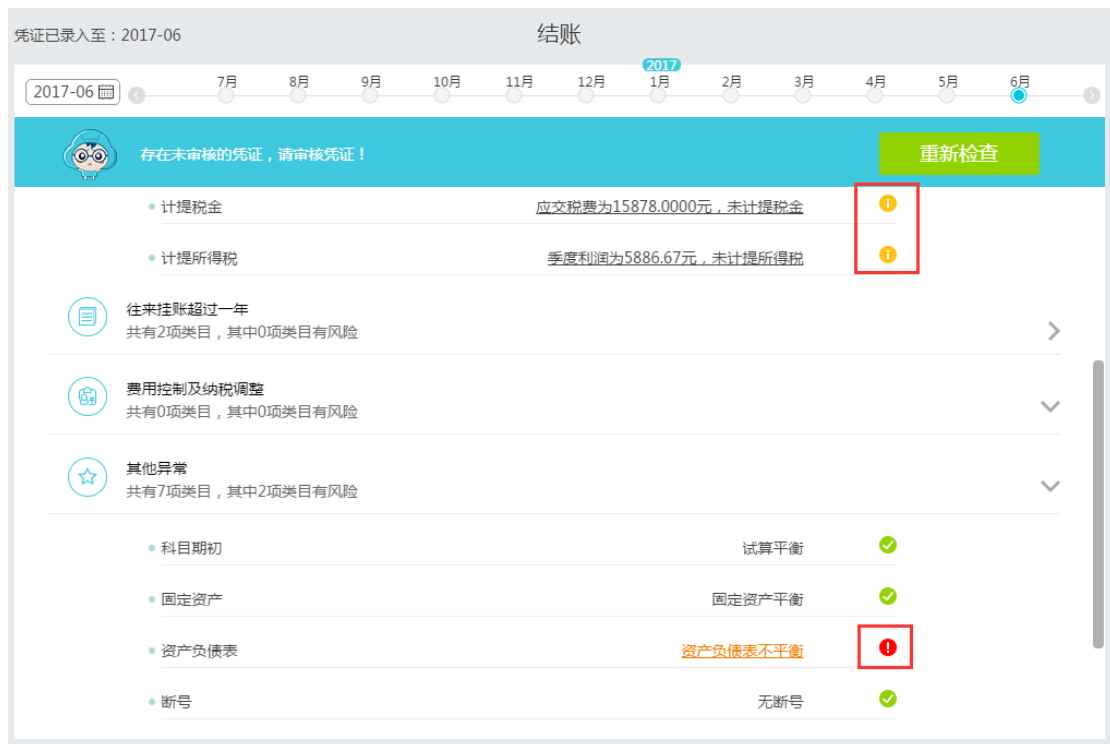 凭证已录入至：2017-06
结账
2017
2017-06 7月 8月 9月 10月 11月 12月 1月 2月 3月 4月 5月 6月
存在未审核的凭证，请审核凭证！
重新检查
计提税金 应交税费为15878.0000元，未计提税金
计提所得税 季度利润为5886.67元，未计提所得税
往来挂账超过一年
共有2项类目，其中0项类目有风险
费用控制及纳税调整
共有0项类目，其中0项类目有风险
其他异常
共有7项类目，其中2项类目有风险
科目期初 试算平衡
固定资产 固定资产平衡
资产负债表 资产负债表不平衡
断号 无断号